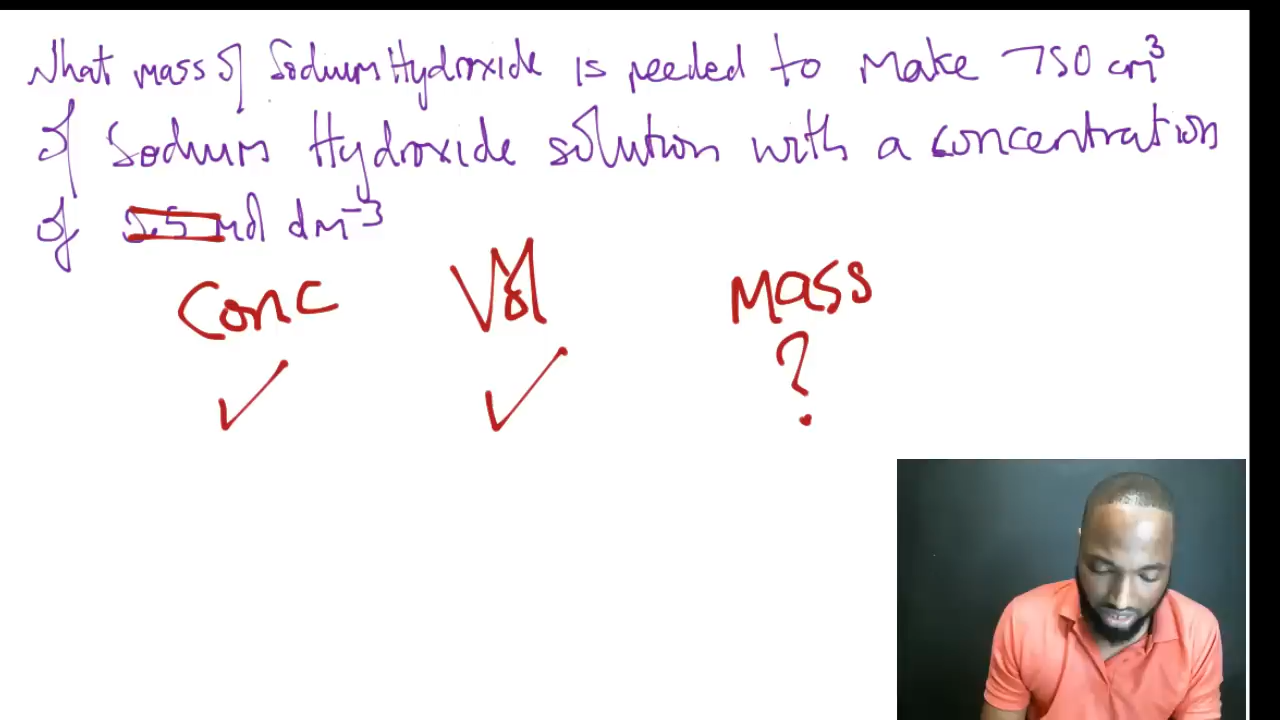 What mass of Sodium Hydroxide is needed to make 750 cm³
of Sodium Hydroxide solution with a concentration
of mol dm⁻³
Conc Vol Mass
?